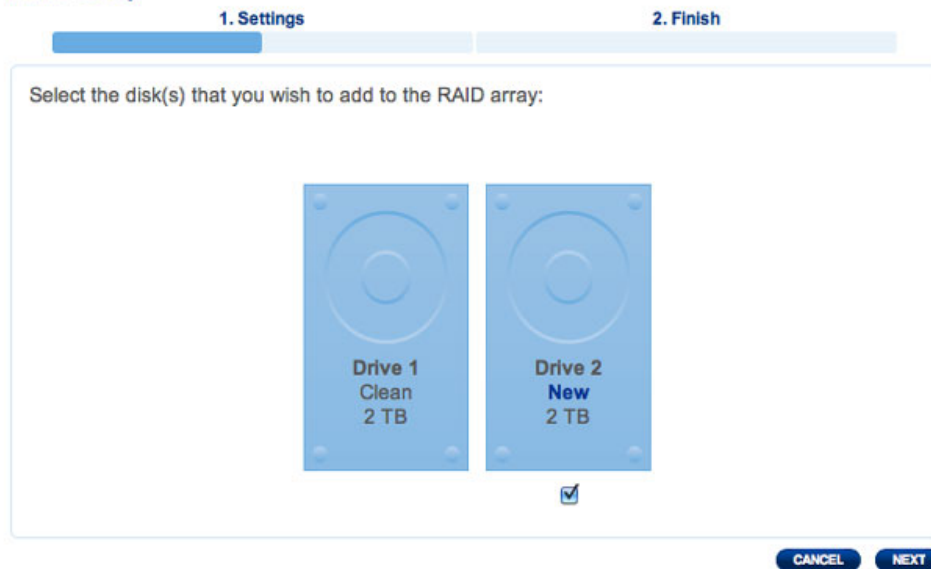 1. Settings
2. Finish
Select the disk(s) that you wish to add to the RAID array:
Drive 1
Clean
2 TB
Drive 2
New
2 TB
CANCEL
NEXT